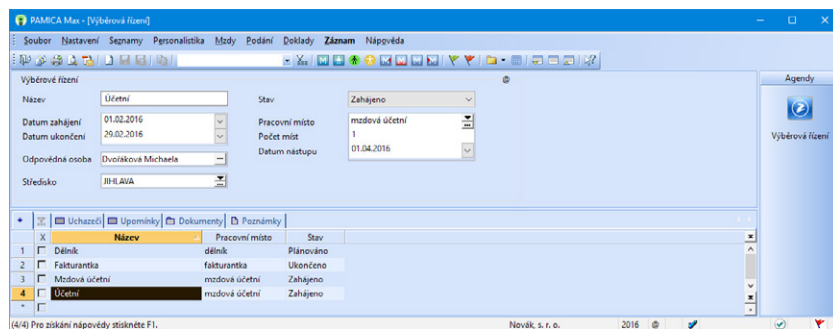 PAMICA Max - [Výběrová řízení]
Soubor Nastavení Seznamy Personalistika Mzdy Podání Doklady Záznam Nápověda
Výběrové řízení @ Agendy
Název Účetní Stav Zahájeno
Datum zahájení 01.02.2016 Pracovní místo mzdová účetní
Datum ukončení 29.02.2016 Počet míst 1
Výběrová řízení
Datum nástupu 01.04.2016
Odpovědná osoba Dvořáková Michaela
Středisko JIHLAVA
Uchazeči Upomínky Dokumenty Poznámky
X Název Pracovní místo Stav
1 Dělník dělník Plánováno
2 Fakturantka fakturantka Ukončeno
3 Mzdová účetní mzdová účetní Zahájeno
4 Účetní mzdová účetní Zahájeno
*
(4/4) Pro získání nápovědy stiskněte F1. Novák, s. r. o. 2016 @